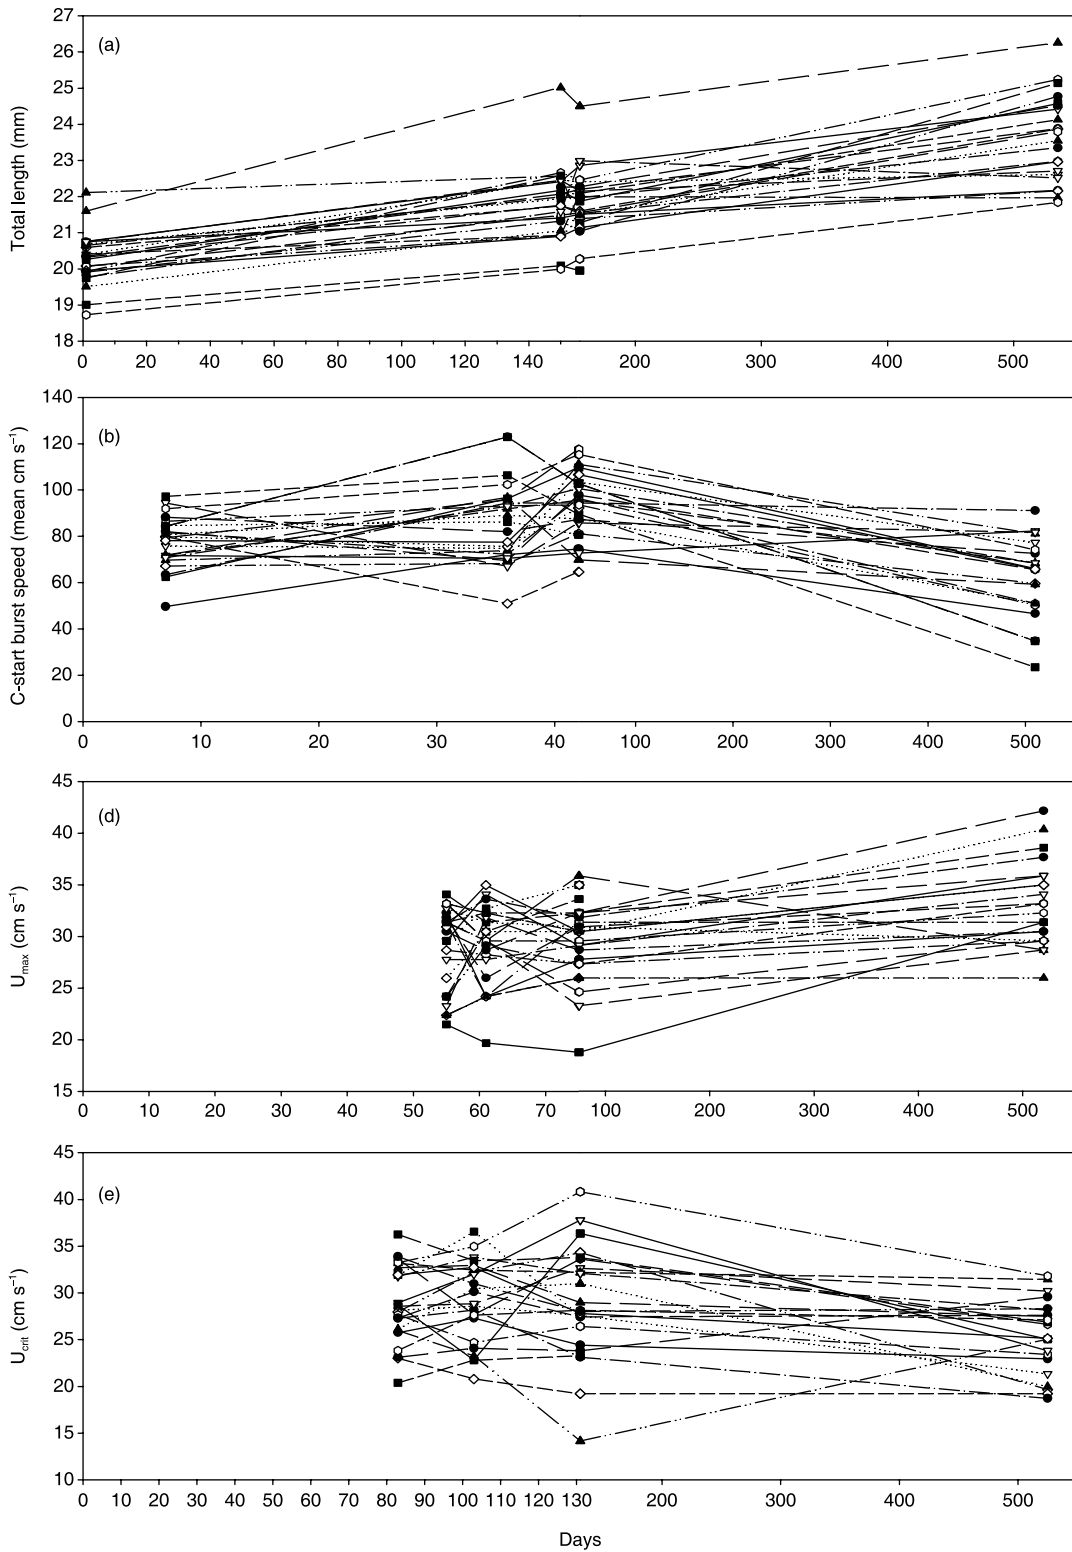 27
26
25
24
23
22
21
20
19
18
(a)
Total length (mm)
0 20 40 60 80 100 120 140 200 300 400 500
140
120
100
80
60
40
20
0
(b)
C-start burst speed (mean cm s⁻¹)
0 10 20 30 40 100 200 300 400 500
45
40
35
30
25
20
15
(d)
Umax (cm s⁻¹)
0 10 20 30 40 50 60 70 100 200 300 400 500
45
40
35
30
25
20
15
10
(e)
Ucrit (cm s⁻¹)
0 10 20 30 40 50 60 70 80 90 100 110 120 130 200 300 400 500
Days